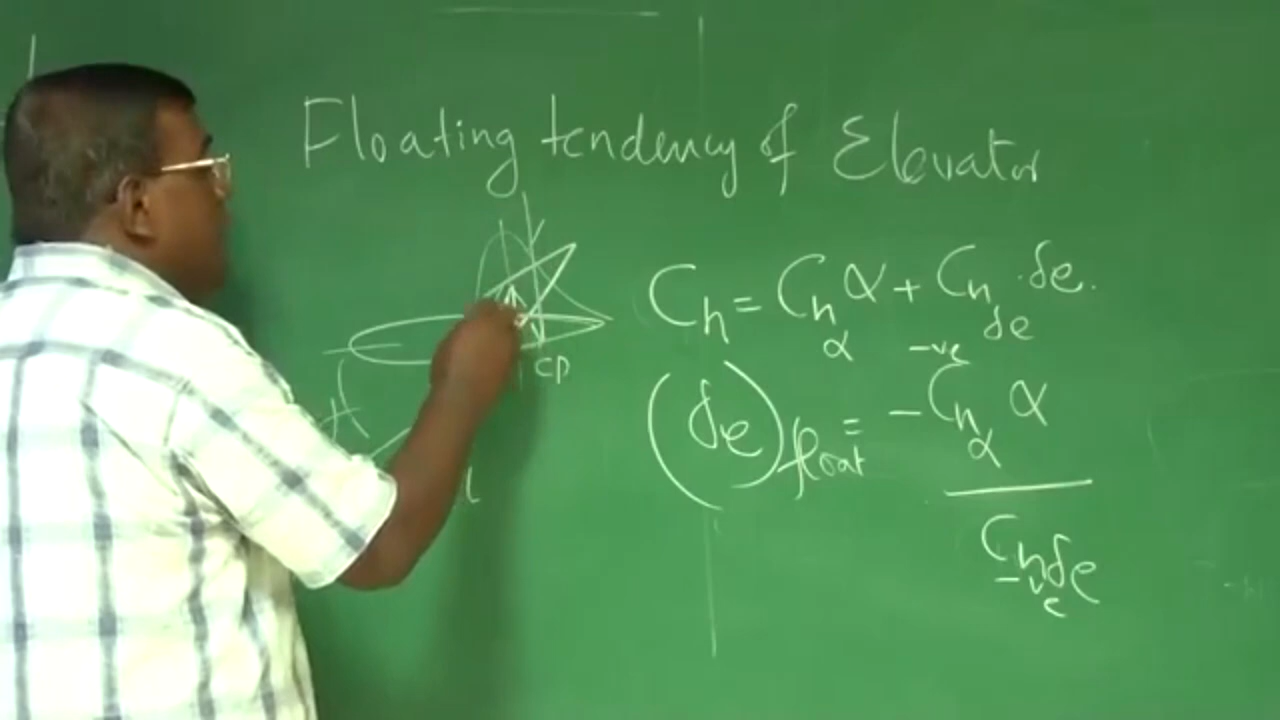 Floating tendency of Elevator
Ch = Chα α + Chδe . δe.
CP
-ve
(δe)float = -Chα α
Chδe
-ve